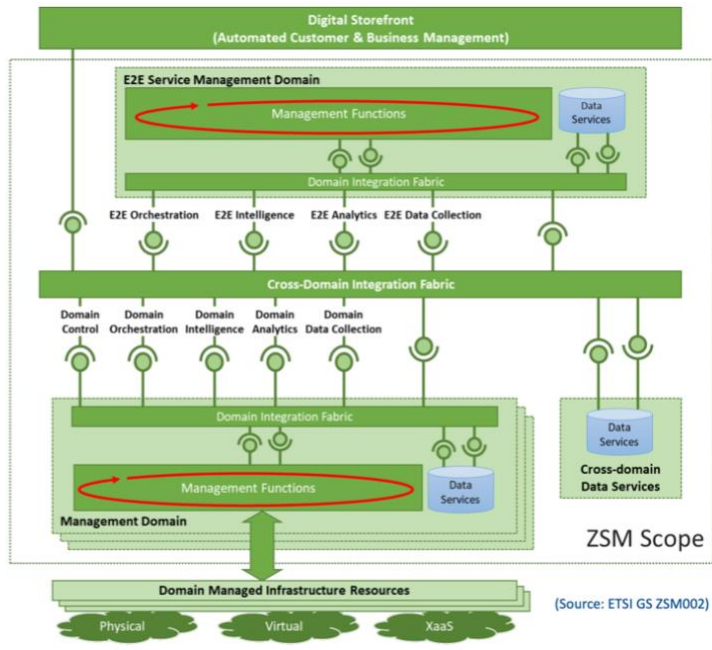 Digital Storefront
(Automated Customer & Business Management)
E2E Service Management Domain
Management Functions
Data
Services
Domain Integration Fabric
E2E Orchestration
E2E Intelligence
E2E Analytics
E2E Data Collection
Cross-Domain Integration Fabric
Domain
Control
Domain
Orchestration
Domain
Intelligence
Domain
Analytics
Domain
Data Collection
Domain Integration Fabric
Management Functions
Data
Services
Management Domain
Data
Services
Cross-domain
Data Services
ZSM Scope
Domain Managed Infrastructure Resources
(Source: ETSI GS ZSM002)
Physical
Virtual
XaaS